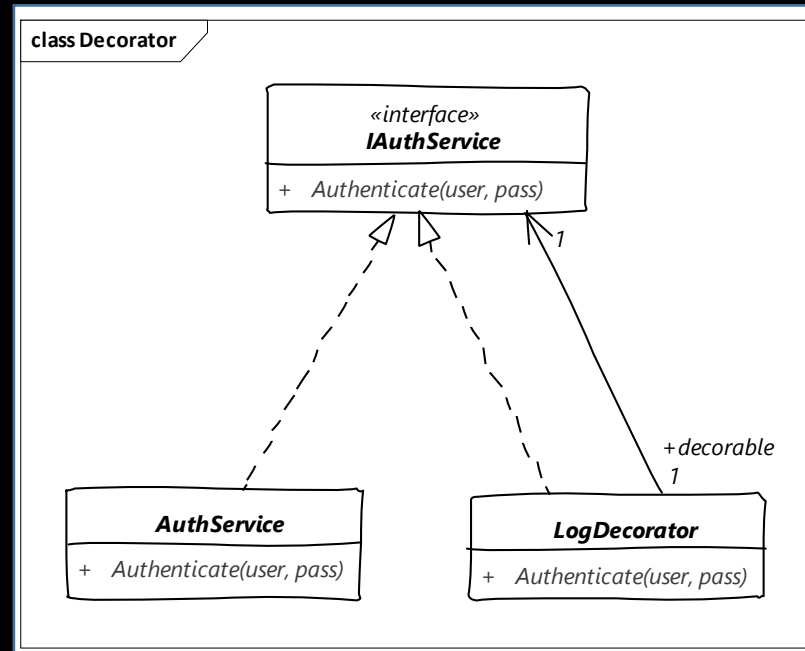 class Decorator
«interface»
IAuthService
+ Authenticate(user, pass)
1
+decorable
1
AuthService
+ Authenticate(user, pass)
LogDecorator
+ Authenticate(user, pass)